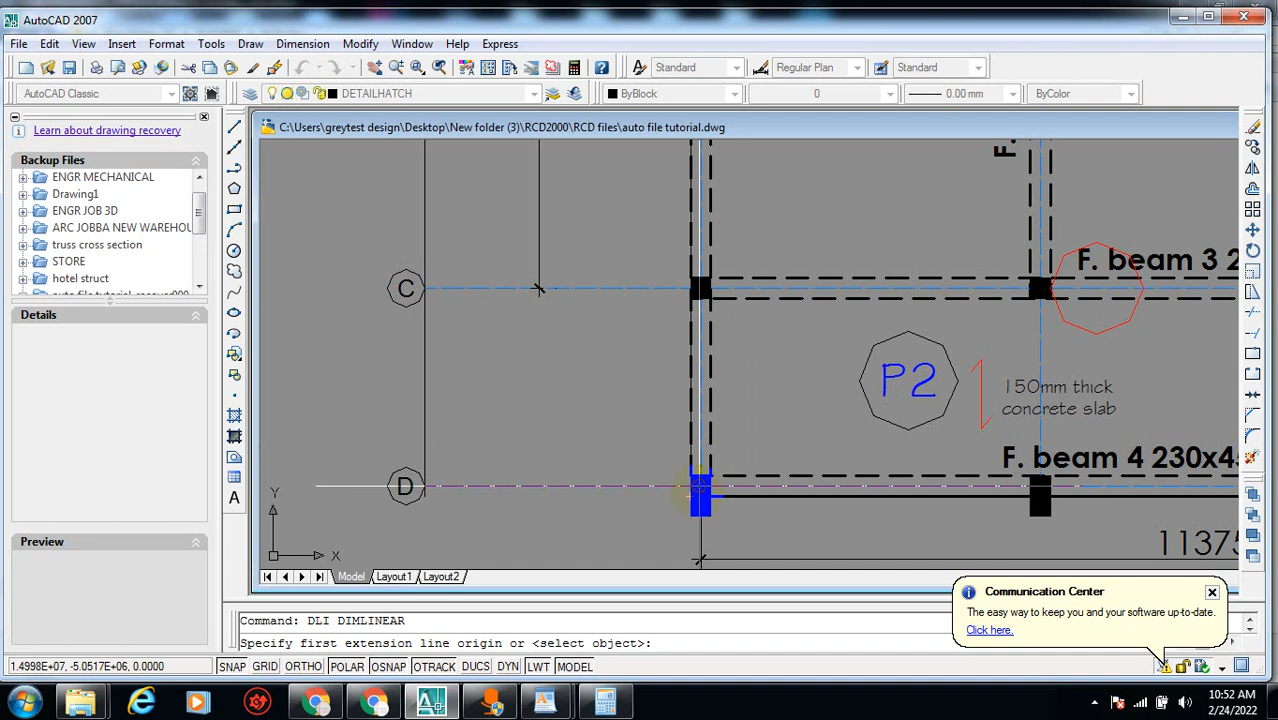 AutoCAD 2007
File Edit View Insert Format Tools Draw Dimension Modify Window Help Express
Standard Regular Plan Standard
AutoCAD Classic DETAILHATCH ByBlock 0 0.00 mm ByColor
Learn about drawing recovery
C:\Users\greytest design\Desktop\New folder (3)\RCD2000\RCD files\auto file tutorial.dwg
Backup Files
ENGR MECHANICAL
Drawing1
ENGR JOB 3D
ARC JOBBA NEW WAREHOU
truss cross section
STORE
hotel struct
auto file tutorial-recover000
Details
Preview
F.
F. beam 3 2
C
P2
150mm thick
concrete slab
F. beam 4 230x4
D
11375
Y
X
Model Layout1 Layout2
Communication Center
The easy way to keep you and your software up-to-date.
Click here.
Command: DLI DIMLINEAR
Specify first extension line origin or <select object>:
1.4998E+07, -5.0517E+06, 0.0000 SNAP GRID ORTHO POLAR OSNAP OTRACK DUCS DYN LWT MODEL
10:52 AM
2/24/2022